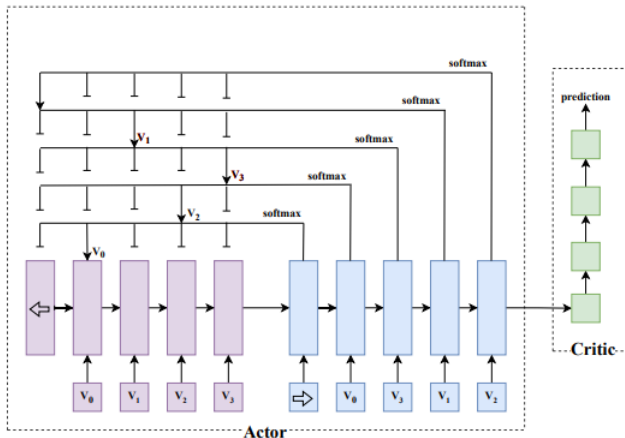 softmax
softmax
V₁
softmax
V₃
softmax
V₂
softmax
V₀
prediction
V₀ V₁ V₂ V₃ V₀ V₃ V₁ V₂
Actor
Critic